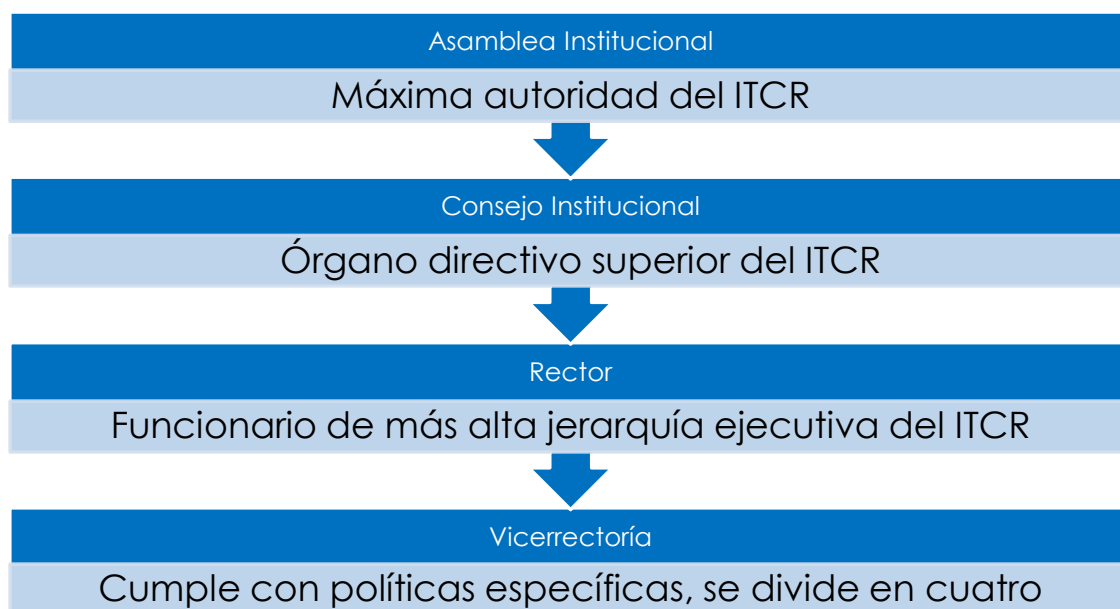 Asamblea Institucional
Máxima autoridad del ITCR
Consejo Institucional
Órgano directivo superior del ITCR
Rector
Funcionario de más alta jerarquía ejecutiva del ITCR
Vicerrectoría
Cumple con políticas específicas, se divide en cuatro